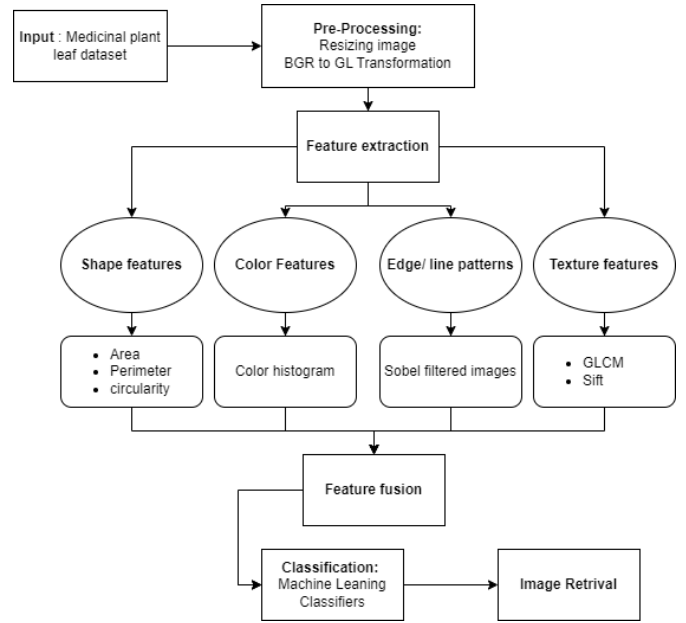 Input : Medicinal plant
leaf dataset
Pre-Processing:
Resizing image
BGR to GL Transformation
Feature extraction
Shape features
Color Features
Edge/ line patterns
Texture features
• Area
• Perimeter
• circularity
Color histogram
Sobel filtered images
• GLCM
• Sift
Feature fusion
Classification:
Machine Leaning
Classifiers
Image Retrival